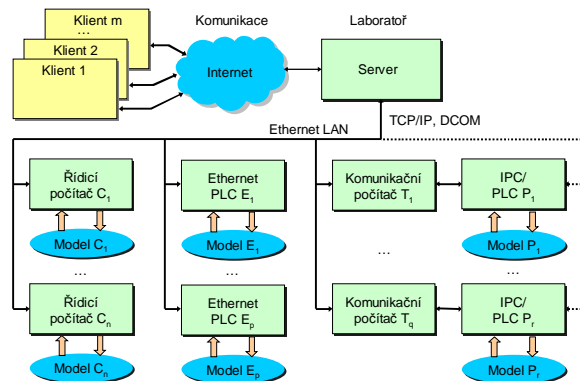 Klient m
...
Klient 2
Klient 1
Komunikace
Internet
Laboratoř
Server
Ethernet LAN
TCP/IP, DCOM
Řídicí
počítač C1
Model C1
Ethernet
PLC E1
Model E1
Komunikační
počítač T1
IPC/
PLC P1
Model P1
...
...
...
...
Řídicí
počítač Cn
Model Cn
Ethernet
PLC Ep
Model Ep
Komunikační
počítač Tq
IPC/
PLC Pr
Model Pr